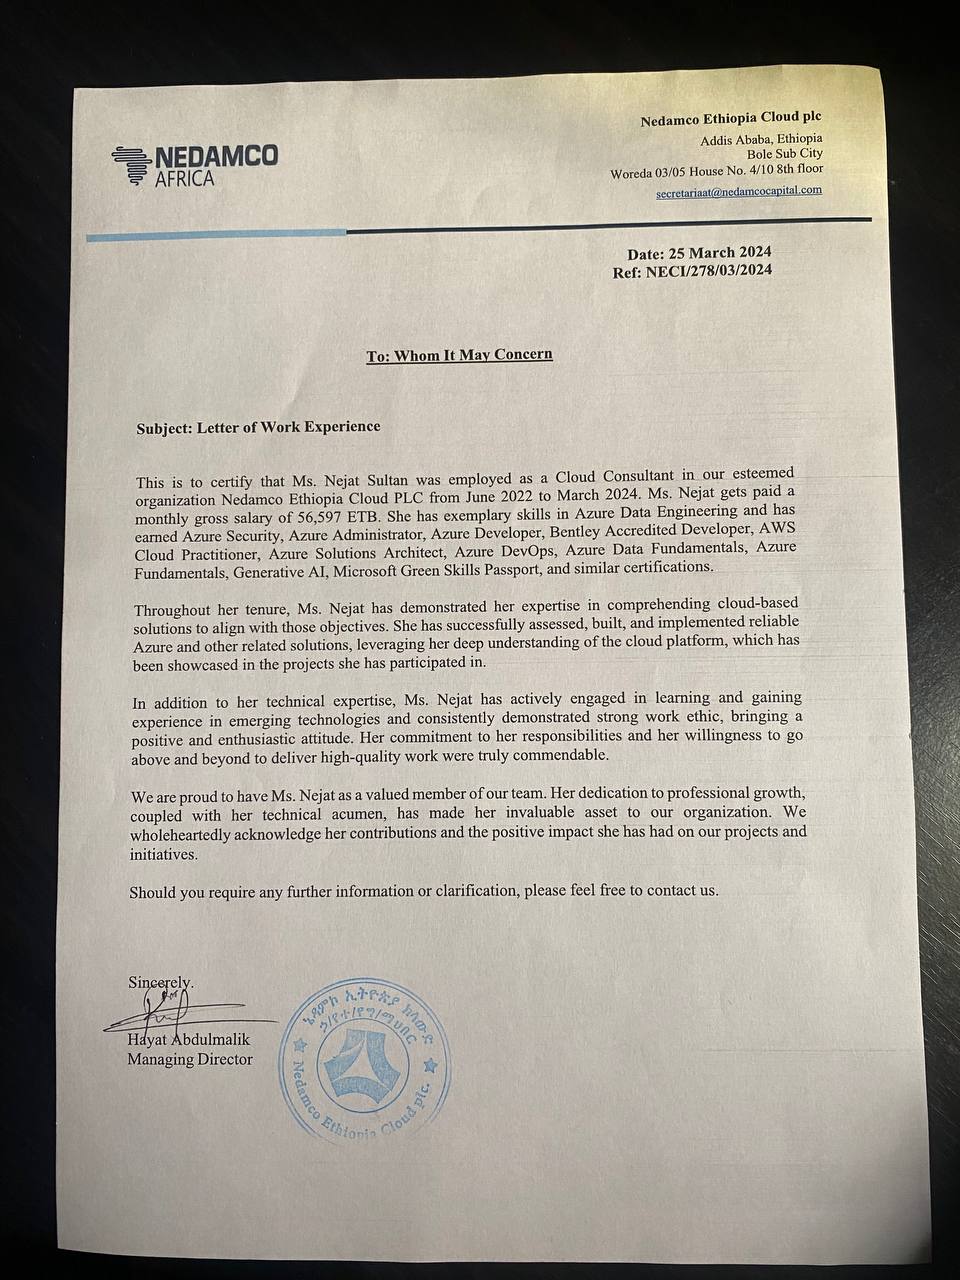 NEDAMCO
AFRICA
Nedamco Ethiopia Cloud plc
Addis Ababa, Ethiopia
Bole Sub City
Woreda 03/05 House No. 4/10 8th floor
secretariaat@nedamcocapital.com
Date: 25 March 2024
Ref: NECI/278/03/2024
To: Whom It May Concern
Subject: Letter of Work Experience
This is to certify that Ms. Nejat Sultan was employed as a Cloud Consultant in our esteemed
organization Nedamco Ethiopia Cloud PLC from June 2022 to March 2024. Ms. Nejat gets paid a
monthly gross salary of 56,597 ETB. She has exemplary skills in Azure Data Engineering and has
earned Azure Security, Azure Administrator, Azure Developer, Bentley Accredited Developer, AWS
Cloud Practitioner, Azure Solutions Architect, Azure DevOps, Azure Data Fundamentals, Azure
Fundamentals, Generative AI, Microsoft Green Skills Passport, and similar certifications.
Throughout her tenure, Ms. Nejat has demonstrated her expertise in comprehending cloud-based
solutions to align with those objectives. She has successfully assessed, built, and implemented reliable
Azure and other related solutions, leveraging her deep understanding of the cloud platform, which has
been showcased in the projects she has participated in.
In addition to her technical expertise, Ms. Nejat has actively engaged in learning and gaining
experience in emerging technologies and consistently demonstrated strong work ethic, bringing a
positive and enthusiastic attitude. Her commitment to her responsibilities and her willingness to go
above and beyond to deliver high-quality work were truly commendable.
We are proud to have Ms. Nejat as a valued member of our team. Her dedication to professional growth,
coupled with her technical acumen, has made her invaluable asset to our organization. We
wholeheartedly acknowledge her contributions and the positive impact she has had on our projects and
initiatives.
Should you require any further information or clarification, please feel free to contact us.
Sincerely.
Hayat Abdulmalik
Managing Director
ኔዳምኮ ኢትዮጵያ ክላውድ
ኃ/የተ/የግ/ማህበር
Nedamco Ethiopia Cloud plc.